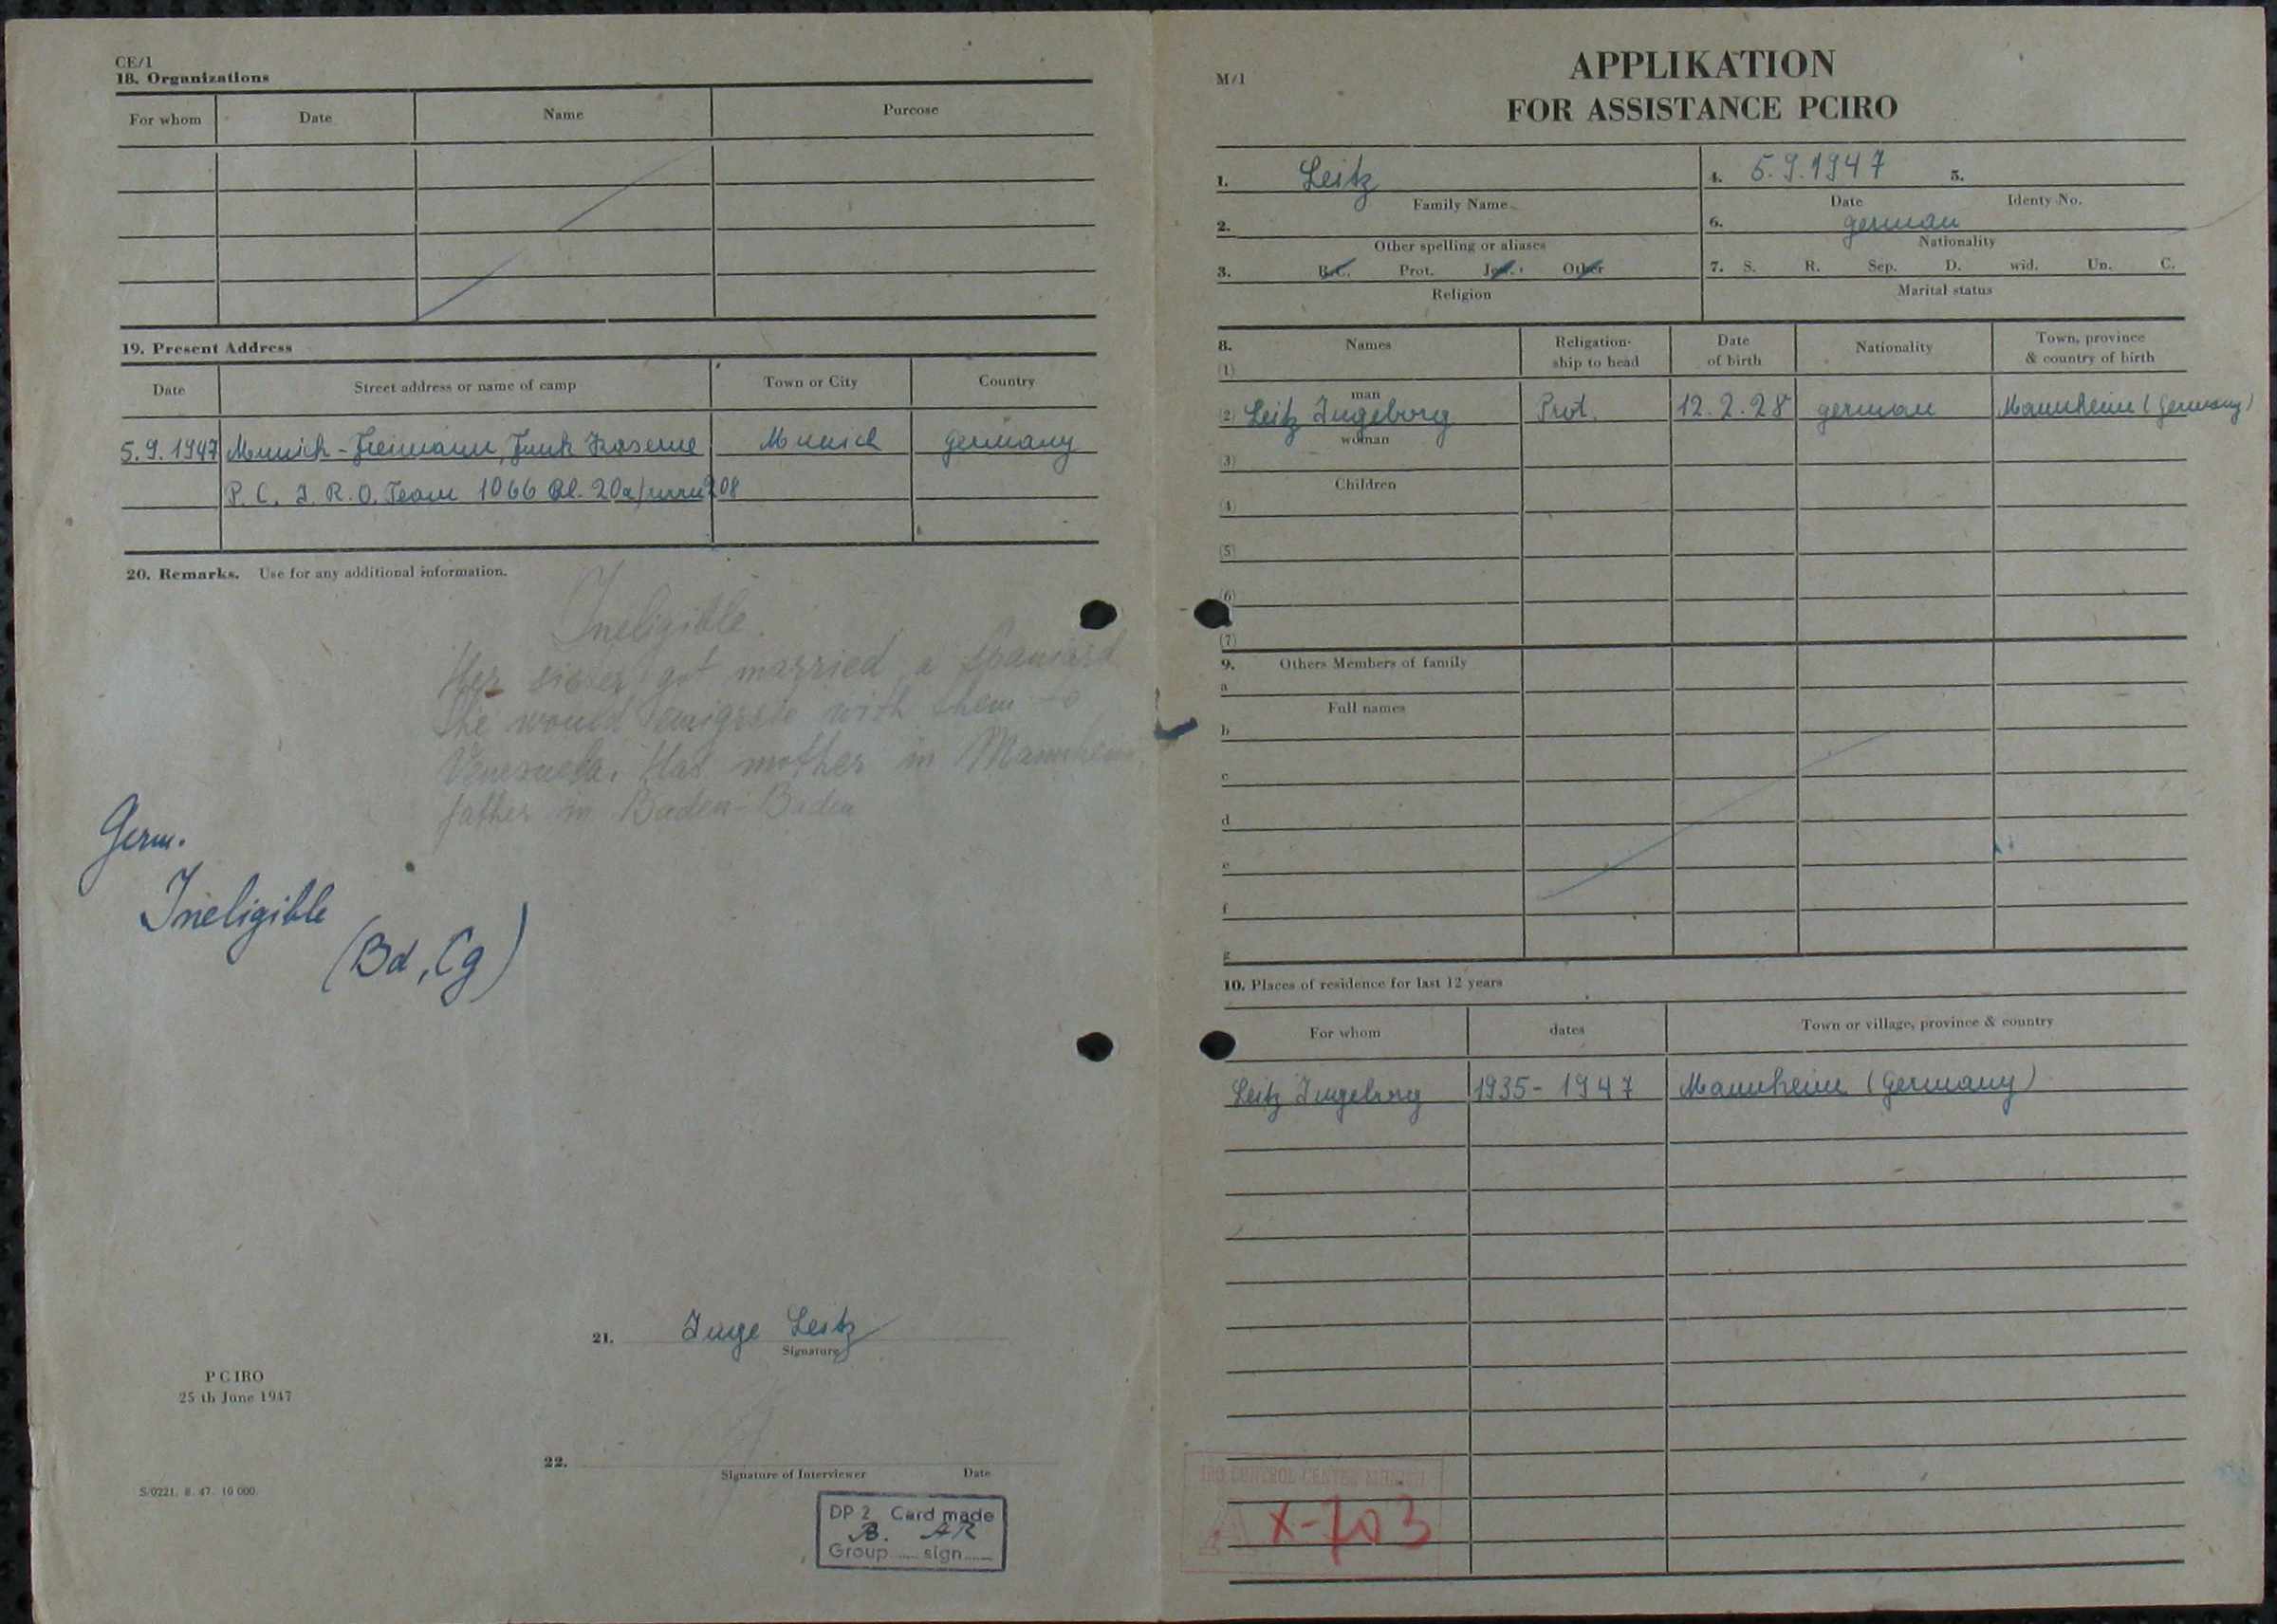 CE/1
18. Organizations
For whom Date Name Purcose
19. Present Address
Date Street address or name of camp Town or City Country
5.9.1947 Munich - Freimann, Funk Kaserne Munich Germany
P.C. I.R.O. Team 1066 Bl. 20a/ 208
20. Remarks. Use for any additional information.
Ineligible.
Her sister got married a Spaniard
She would emigrate with them to
Venezuela. Has mother in Mannheim,
father in Baden-Baden
Germ.
Ineligible
(Bd, Cg)
21. Inge Leitz
Signature
PCIRO
25 th June 1947
22.
Signature of Interviewer Date
S/0221. 8. 47. 10 000.
DP 2 Card made
B. AR
Group ...... sign......
M/1
APPLIKATION
FOR ASSISTANCE PCIRO
1. Leitz
Family Name
4. 5.9.1947 5.
Date Identy No.
2.
Other spelling or aliases
6. german
Nationality
3. R.C. Prot. Jew. Other
Religion
7. S. R. Sep. D. wid. Un. C.
Marital status
8. Names Religation- Date Nationality Town, province
ship to head of birth & country of birth
(1)
man
(2) Leitz Ingeborg Prot. 12.2.28 german Mannheim (Germany)
woman
(3)
Children
(4)
(5)
(6)
(7)
9. Others Members of family
a
Full names
b
c
d
e
f
g
10. Places of residence for last 12 years
For whom dates Town or village, province & country
Leitz Ingeborg 1935-1947 Mannheim (Germany)
IRO CONTROL CENTER MUNICH
X-703